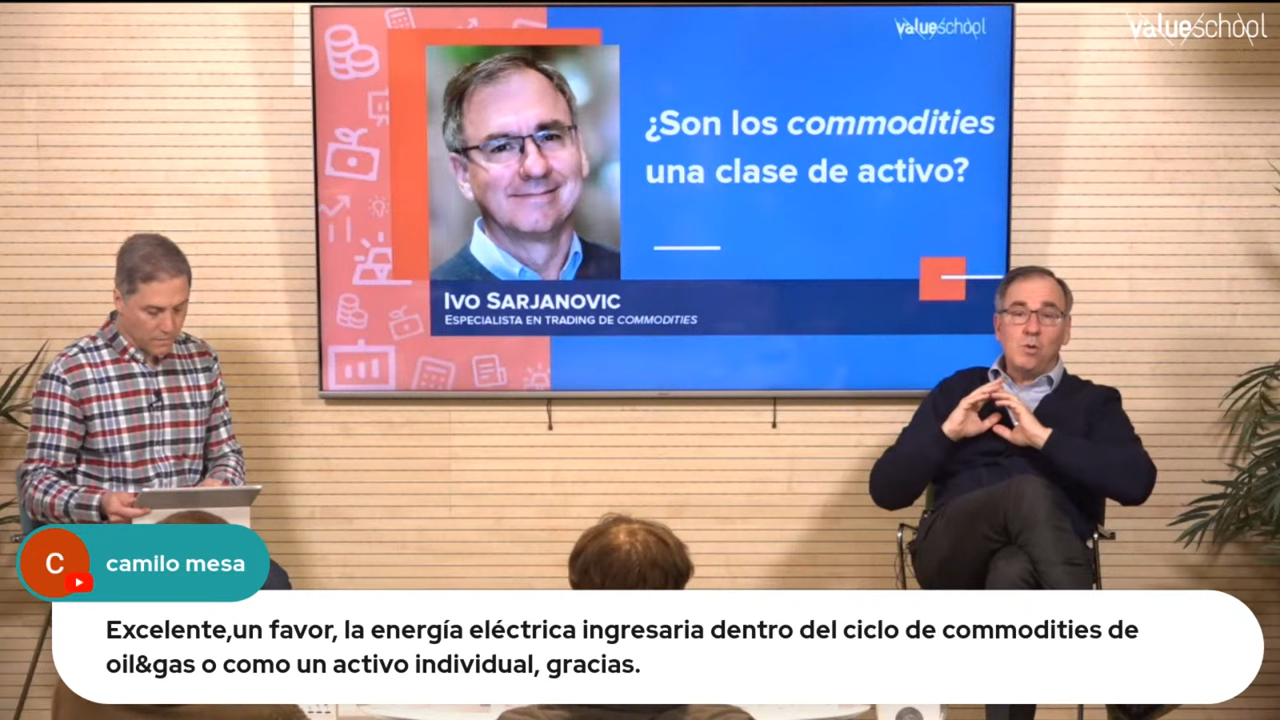 valueschool
valueschool
¿Son los commodities
una clase de activo?
IVO SARJANOVIC
ESPECIALISTA EN TRADING DE COMMODITIES
C
camilo mesa
Excelente,un favor, la energía eléctrica ingresaria dentro del ciclo de commodities de
oil&gas o como un activo individual, gracias.